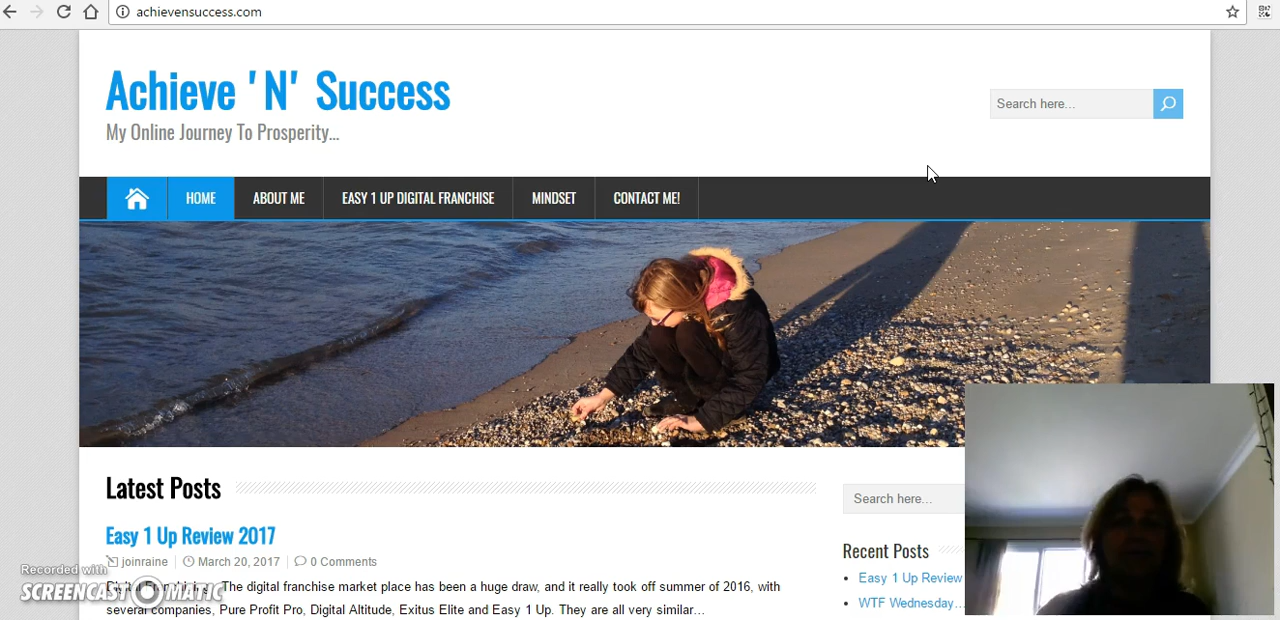 achievensuccess.com
Achieve 'N' Success
My Online Journey To Prosperity...
Search here...
HOME
ABOUT ME
EASY 1 UP DIGITAL FRANCHISE
MINDSET
CONTACT ME!
Latest Posts
Easy 1 Up Review 2017
joinraine
March 20, 2017
0 Comments
The digital franchise market place has been a huge draw, and it really took off summer of 2016, with
several companies, Pure Profit Pro, Digital Altitude, Exitus Elite and Easy 1 Up. They are all very similar...
Search here...
Recent Posts
Easy 1 Up Review
WTF Wednesday...
Recorded with
SCREENCAST-O-MATIC